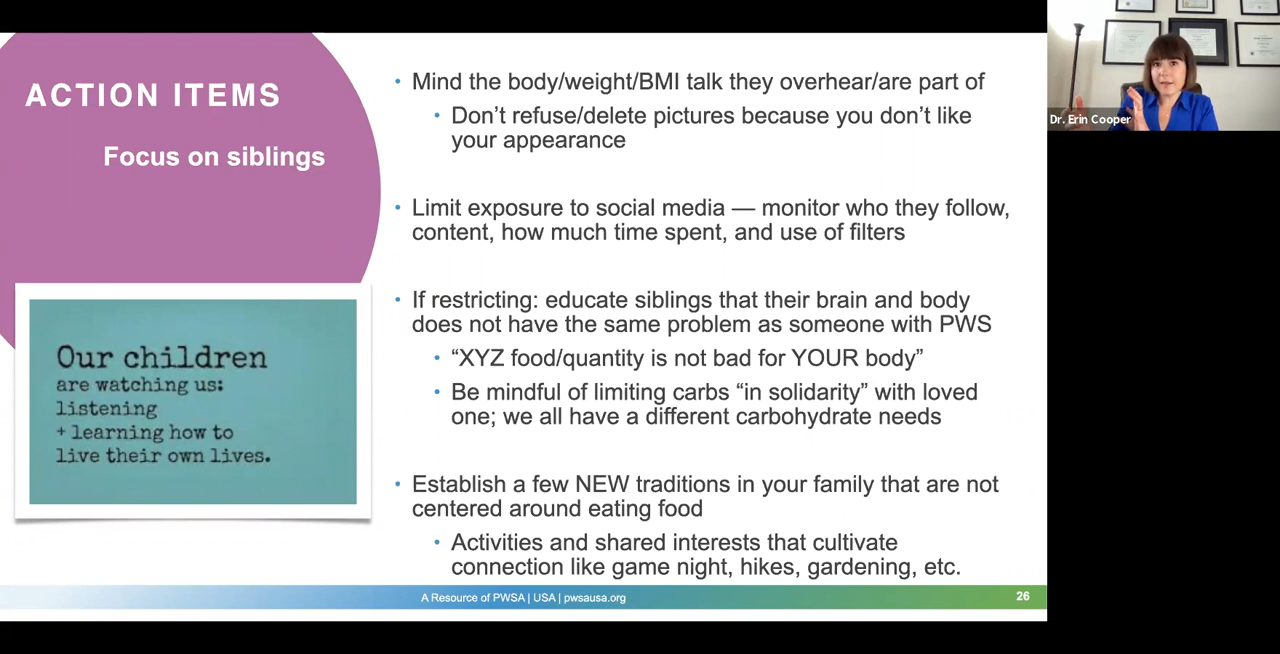 ACTION ITEMS
Focus on siblings
Our children
are watching us:
listening
+ learning how to
live their own lives.
• Mind the body/weight/BMI talk they overhear/are part of
• Don’t refuse/delete pictures because you don’t like
your appearance
• Limit exposure to social media — monitor who they follow,
content, how much time spent, and use of filters
• If restricting: educate siblings that their brain and body
does not have the same problem as someone with PWS
• “XYZ food/quantity is not bad for YOUR body”
• Be mindful of limiting carbs “in solidarity” with loved
one; we all have a different carbohydrate needs
• Establish a few NEW traditions in your family that are not
centered around eating food
• Activities and shared interests that cultivate
connection like game night, hikes, gardening, etc.
A Resource of PWSA | USA | pwsausa.org
26
Dr. Erin Cooper